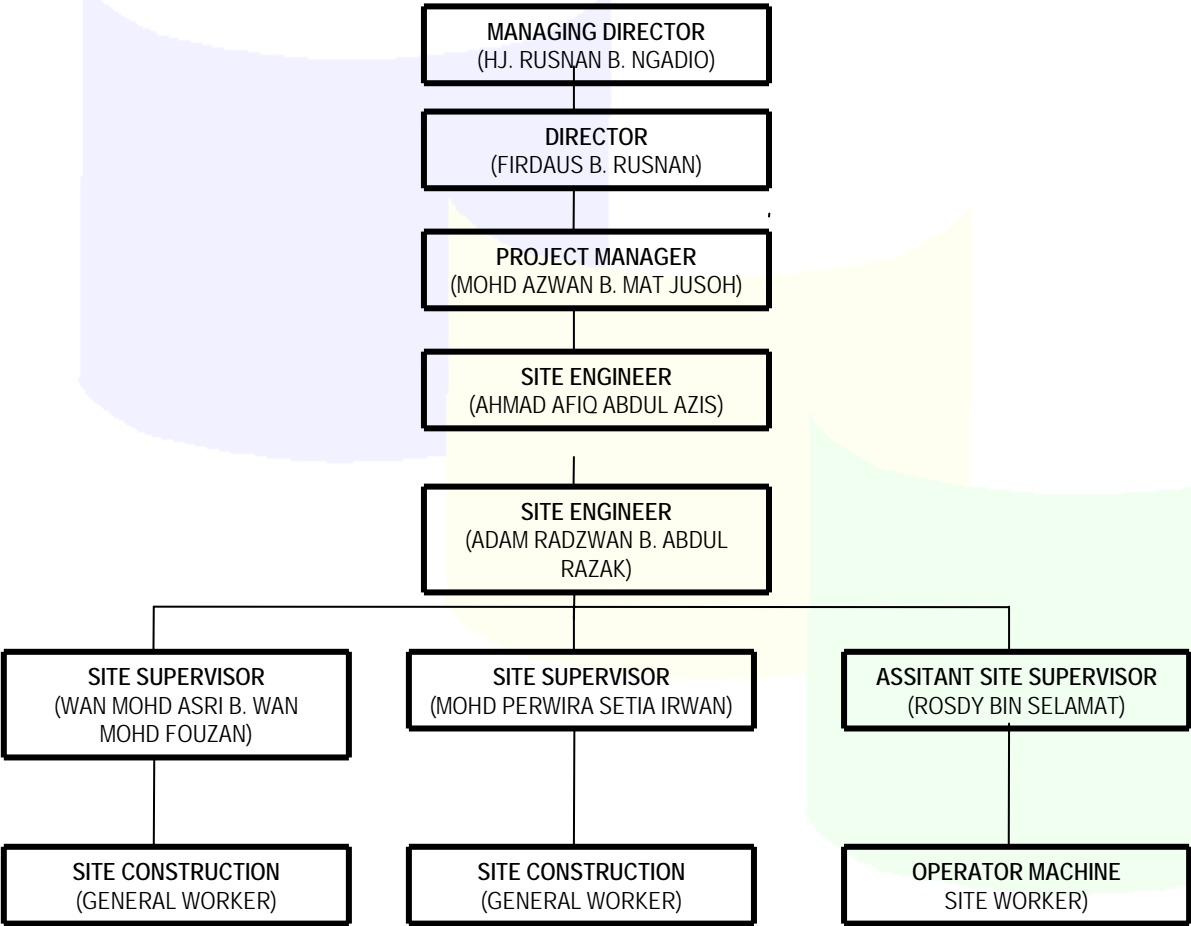 MANAGING DIRECTOR
(HJ. RUSNAN B. NGADIO)
DIRECTOR
(FIRDAUS B. RUSNAN)
PROJECT MANAGER
(MOHD AZWAN B. MAT JUSOH)
SITE ENGINEER
(AHMAD AFIQ ABDUL AZIS)
SITE ENGINEER
(ADAM RADZWAN B. ABDUL
RAZAK)
SITE SUPERVISOR
(WAN MOHD ASRI B. WAN
MOHD FOUZAN)
SITE SUPERVISOR
(MOHD PERWIRA SETIA IRWAN)
ASSITANT SITE SUPERVISOR
(ROSDY BIN SELAMAT)
SITE CONSTRUCTION
(GENERAL WORKER)
SITE CONSTRUCTION
(GENERAL WORKER)
OPERATOR MACHINE
SITE WORKER)